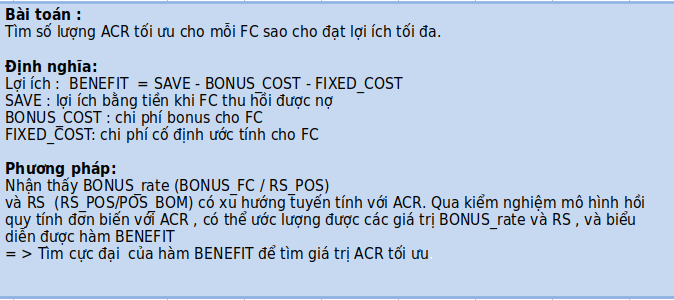 Bài toán :
Tìm số lượng ACR tối ưu cho mỗi FC sao cho đạt lợi ích tối đa.
Định nghĩa:
Lợi ích : BENEFIT = SAVE - BONUS_COST - FIXED_COST
SAVE : lợi ích bằng tiền khi FC thu hồi được nợ
BONUS_COST : chi phí bonus cho FC
FIXED_COST: chi phí cố định ước tính cho FC
Phương pháp:
Nhận thấy BONUS_rate (BONUS_FC / RS_POS)
và RS (RS_POS/POS_BOM) có xu hướng tuyến tính với ACR. Qua kiểm nghiệm mô hình hồi
quy tính đơn biến với ACR , có thể ước lượng được các giá trị BONUS_rate và RS , và biểu
diễn được hàm BENEFIT
= > Tìm cực đại của hàm BENEFIT để tìm giá trị ACR tối ưu